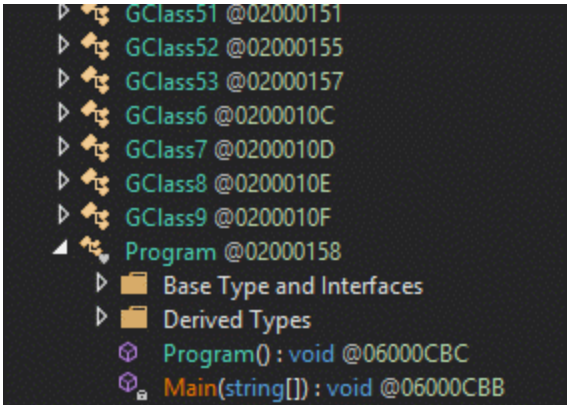 GClass51 @02000151
GClass52 @02000155
GClass53 @02000157
GClass6 @0200010C
GClass7 @0200010D
GClass8 @0200010E
GClass9 @0200010F
Program @02000158
Base Type and Interfaces
Derived Types
Program() : void @06000CBC
Main(string[]) : void @06000CBB